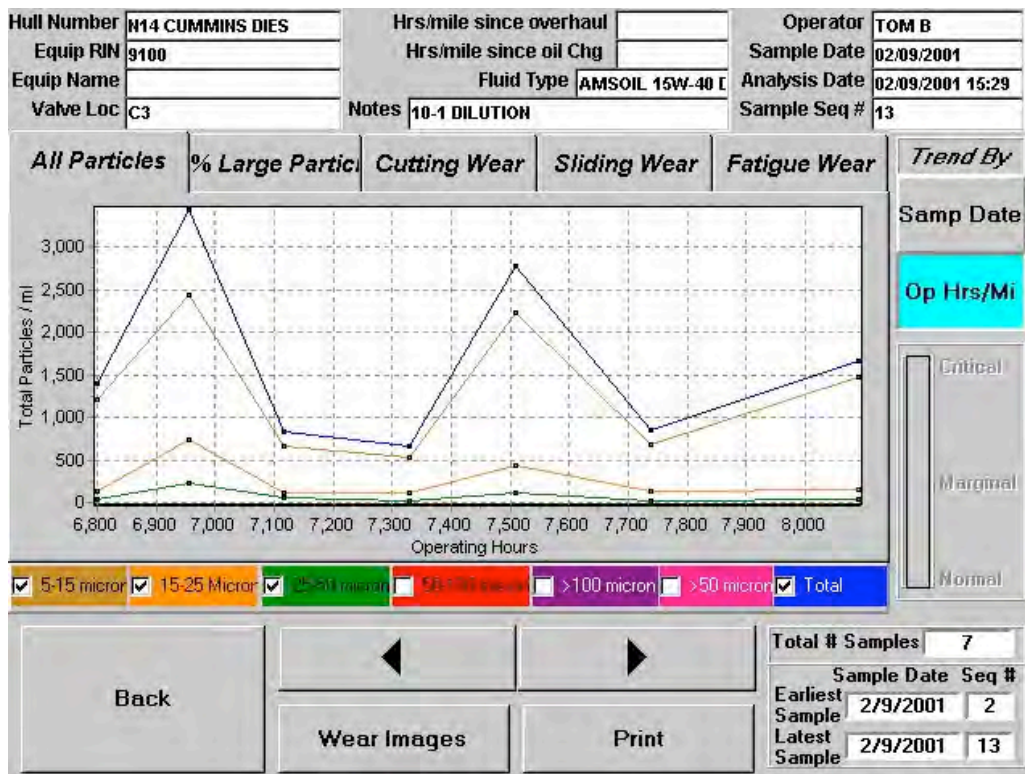 Hull Number N14 CUMMINS DIES Hrs/mile since overhaul Operator TOM B
Equip RIN 9100 Hrs/mile since oil Chg Sample Date 02/09/2001
Equip Name Fluid Type AMSOIL 15W-40 D Analysis Date 02/09/2001 15:29
Valve Loc C3 Notes 10-1 DILUTION Sample Seq # 13
All Particles % Large Partic Cutting Wear Sliding Wear Fatigue Wear Trend By
Samp Date
Op Hrs/Mi
Critical
Marginal
Normal
Total Particles / ml
3,000
2,500
2,000
1,500
1,000
500
0
6,800 6,900 7,000 7,100 7,200 7,300 7,400 7,500 7,600 7,700 7,800 7,900 8,000
Operating Hours
5-15 micron 15-25 Micron micron >100 micron >50 micron Total
Back
Wear Images Print
Total # Samples 7
Sample Date Seq #
Earliest Sample 2/9/2001 2
Latest Sample 2/9/2001 13